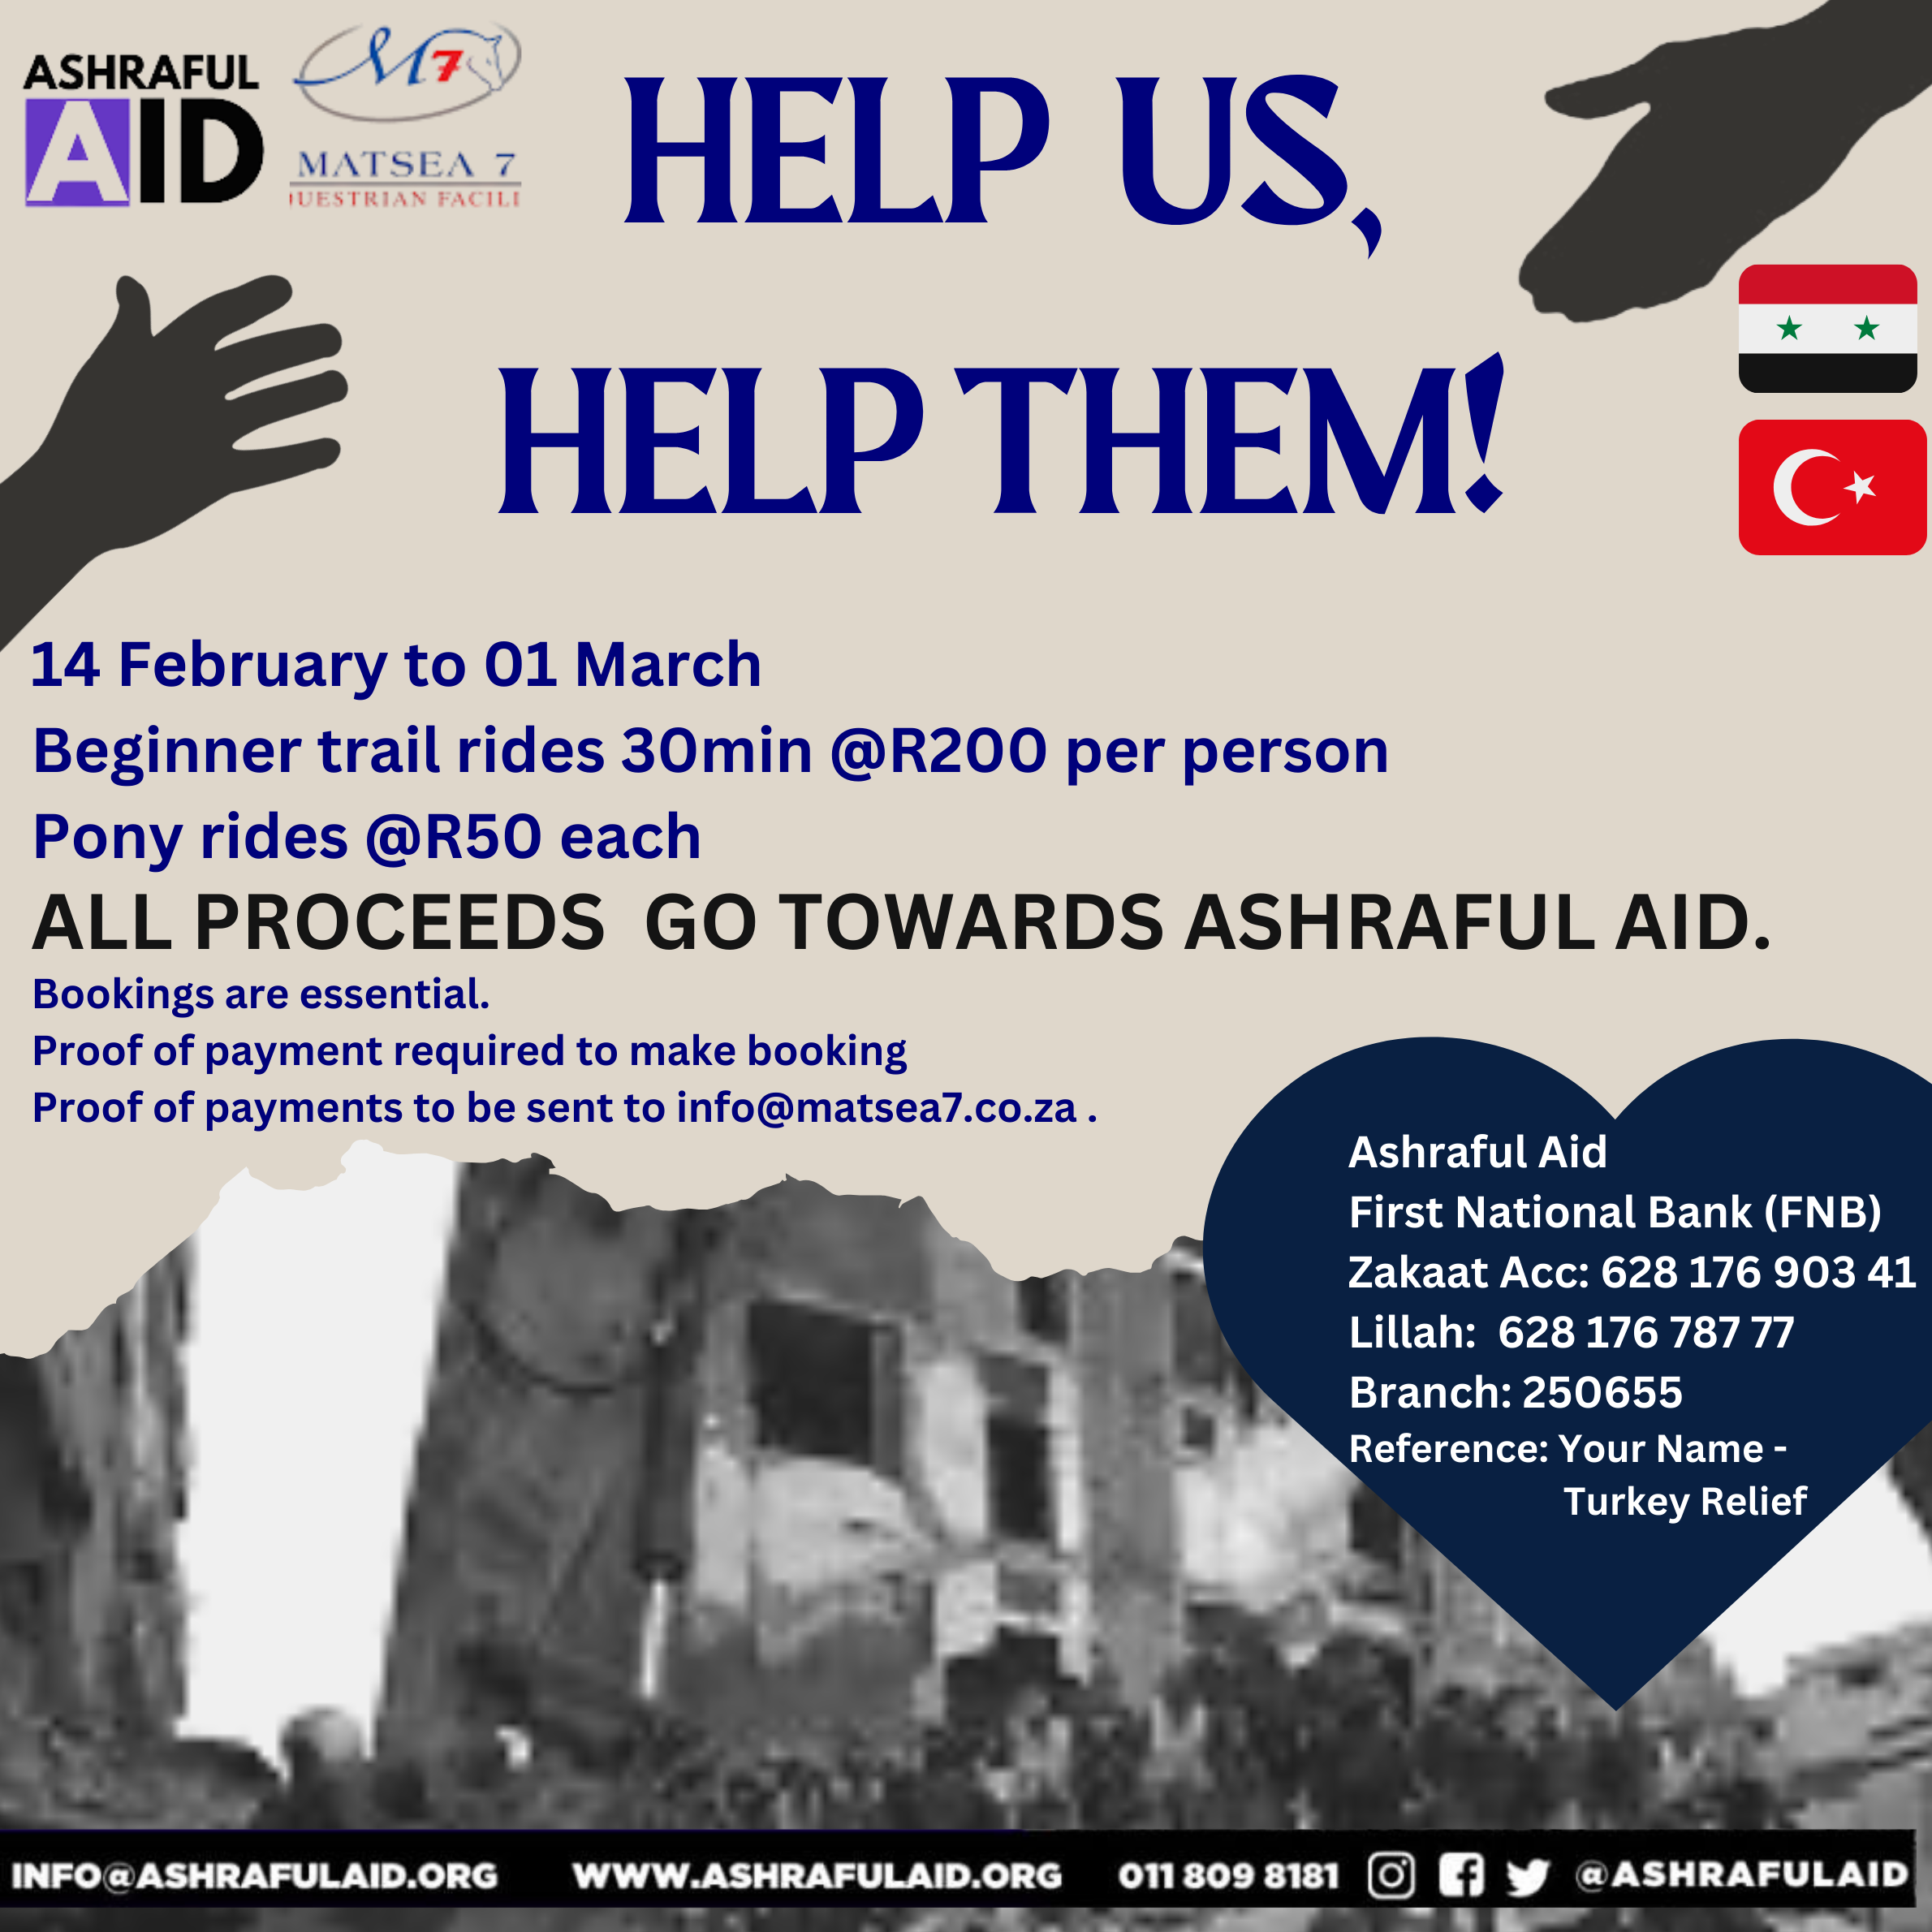 ASHRAFUL
AID
M7
MATSEA 7
QUESTRIAN FACILI
HELP US,
HELP THEM!
14 February to 01 March
Beginner trail rides 30min @R200 per person
Pony rides @R50 each
ALL PROCEEDS GO TOWARDS ASHRAFUL AID.
Bookings are essential.
Proof of payment required to make booking
Proof of payments to be sent to info@matsea7.co.za .
Ashraful Aid
First National Bank (FNB)
Zakaat Acc: 628 176 903 41
Lillah: 628 176 787 77
Branch: 250655
Reference: Your Name -
Turkey Relief
INFO@ASHRAFULAID.ORG WWW.ASHRAFULAID.ORG 011 809 8181 @ASHRAFULAID